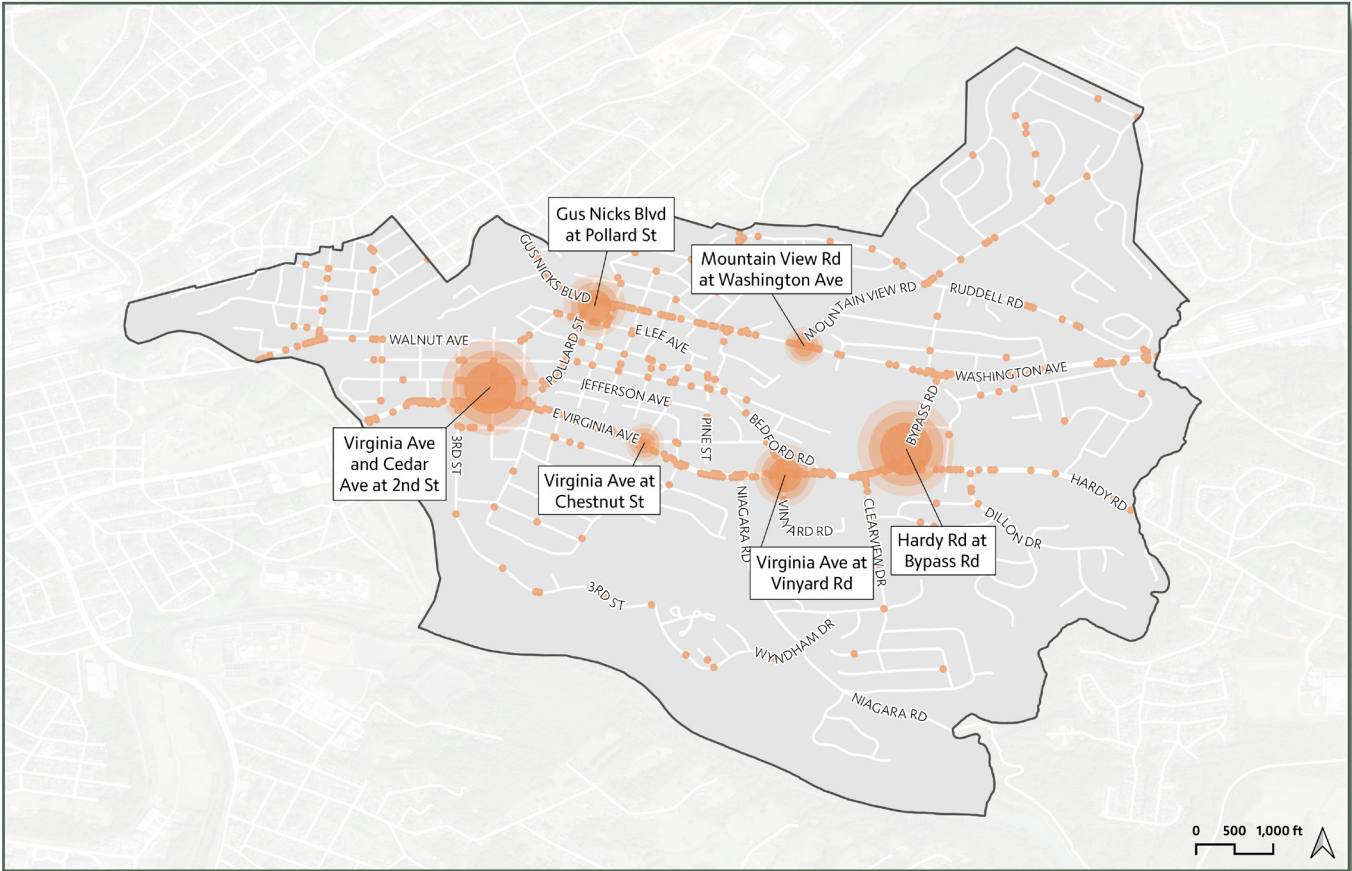 Gus Nicks Blvd
at Pollard St
GUS NICKS BLVD
Mountain View Rd
at Washington Ave
MOUNTAIN VIEW RD
RUDDELL RD
WALNUT AVE
POLLARD ST
E LEE AVE
WASHINGTON AVE
JEFFERSON AVE
BYPASS RD
E VIRGINIA AVE
PINE ST
BEDFORD RD
Virginia Ave
and Cedar
Ave at 2nd St
3RD ST
Virginia Ave at
Chestnut St
NIAGARA RD
VINYARD RD
CLEARVIEW DR
HARDY RD
DILLON DR
Hardy Rd at
Bypass Rd
Virginia Ave at
Vinyard Rd
3RD ST
WYNDHAM DR
NIAGARA RD
0 500 1,000 ft